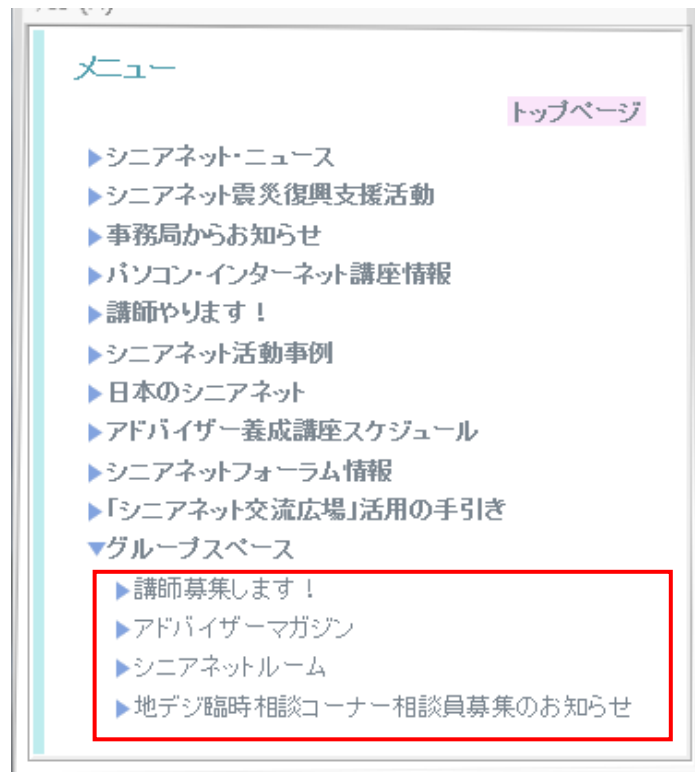 メニュー
トップページ
▶シニアネット・ニュース
▶シニアネット震災復興支援活動
▶事務局からお知らせ
▶パソコン・インターネット講座情報
▶講師やります！
▶シニアネット活動事例
▶日本のシニアネット
▶アドバイザー養成講座スケジュール
▶シニアネットフォーラム情報
▶「シニアネット交流広場」活用の手引き
▼グループスペース
▶講師募集します！
▶アドバイザーマガジン
▶シニアネットルーム
▶地デジ臨時相談コーナー相談員募集のお知らせ